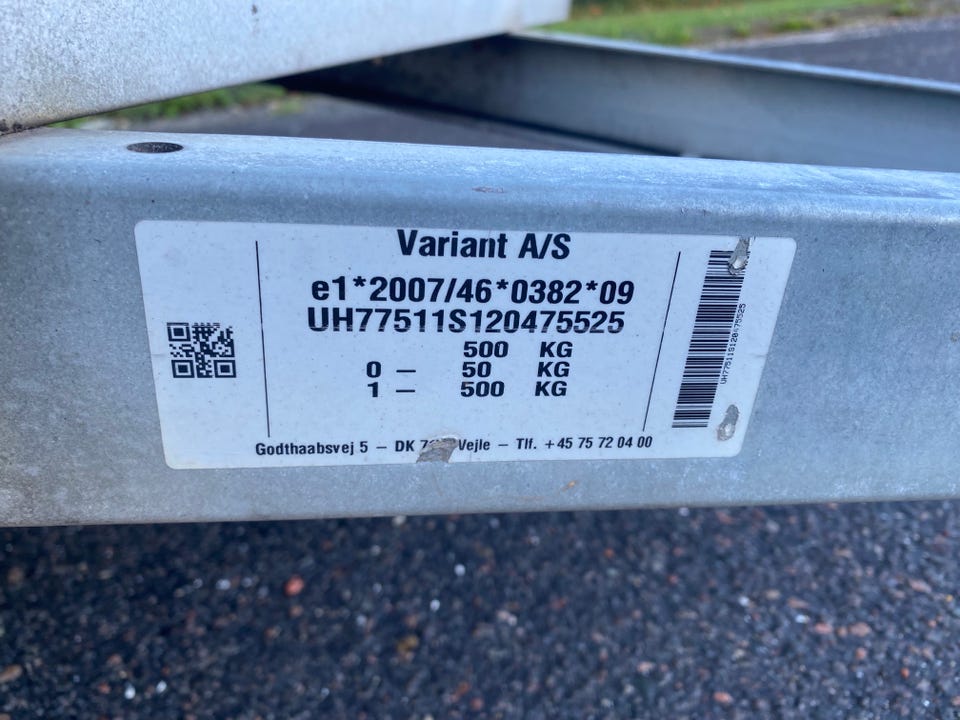 Variant A/S
e1*2007/46*0382*09
UH77511S120475525
500 KG
0 – 50 KG
1 – 500 KG
Godthaabsvej 5 – DK Vejle – Tlf. +45 75 72 04 00
UH77511S120475525